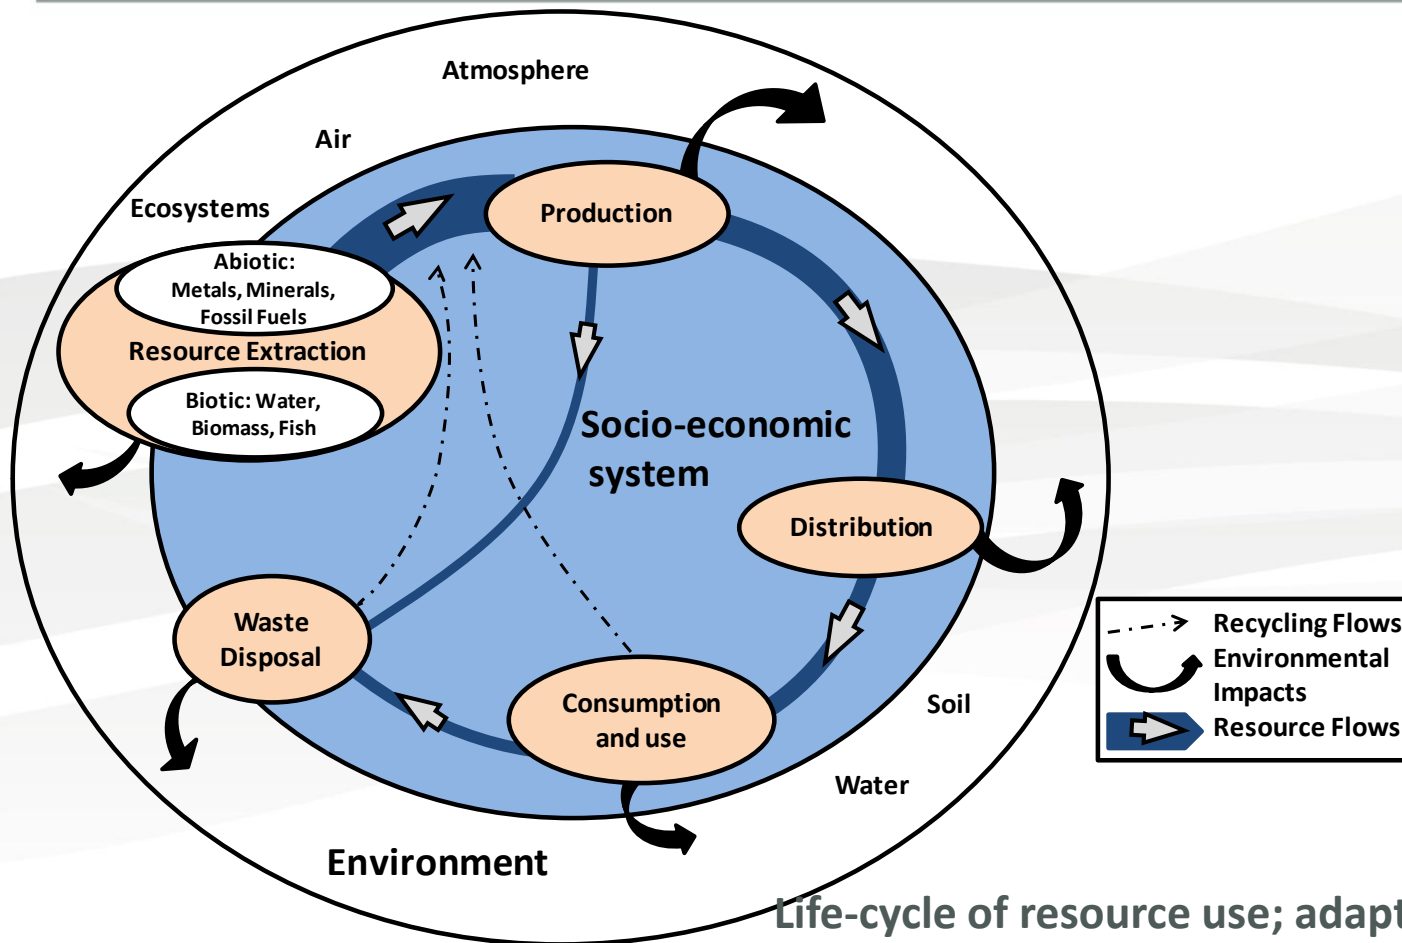 Atmosphere
Air
Ecosystems
Abiotic:
Metals, Minerals,
Fossil Fuels
Resource Extraction
Biotic: Water,
Biomass, Fish
Production
Socio-economic
system
Distribution
Waste
Disposal
Consumption
and use
Soil
Water
Environment
Recycling Flows
Environmental
Impacts
Resource Flows
Life-cycle of resource use; adapt